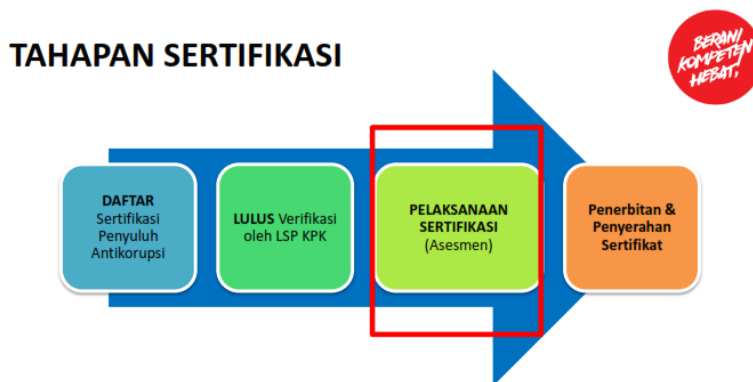 TAHAPAN SERTIFIKASI
BERANI
KOMPETEN
HEBAT!
DAFTAR
Sertifikasi
Penyuluh
Antikorupsi
LULUS Verifikasi
oleh LSP KPK
PELAKSANAAN
SERTIFIKASI
(Asesmen)
Penerbitan &
Penyerahan
Sertifikat